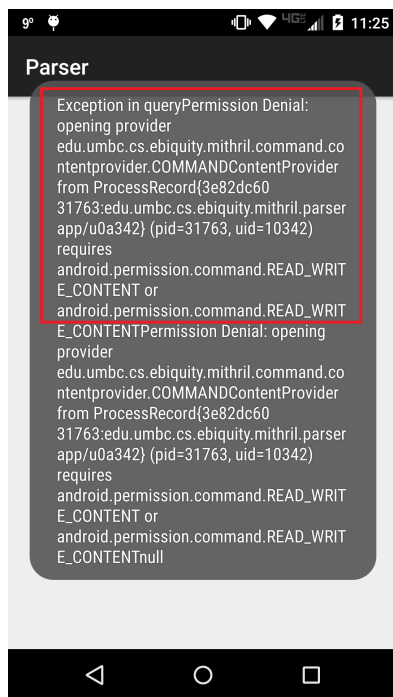 9° 4G 11:25
Parser
Exception in queryPermission Denial:
opening provider
edu.umbc.cs.ebiquity.mithril.command.co
ntentprovider.COMMANDContentProvider
from ProcessRecord{3e82dc60
31763:edu.umbc.cs.ebiquity.mithril.parser
app/u0a342} (pid=31763, uid=10342)
requires
android.permission.command.READ_WRIT
E_CONTENT or
android.permission.command.READ_WRIT
E_CONTENTPermission Denial: opening
provider
edu.umbc.cs.ebiquity.mithril.command.co
ntentprovider.COMMANDContentProvider
from ProcessRecord{3e82dc60
31763:edu.umbc.cs.ebiquity.mithril.parser
app/u0a342} (pid=31763, uid=10342)
requires
android.permission.command.READ_WRIT
E_CONTENT or
android.permission.command.READ_WRIT
E_CONTENTnull